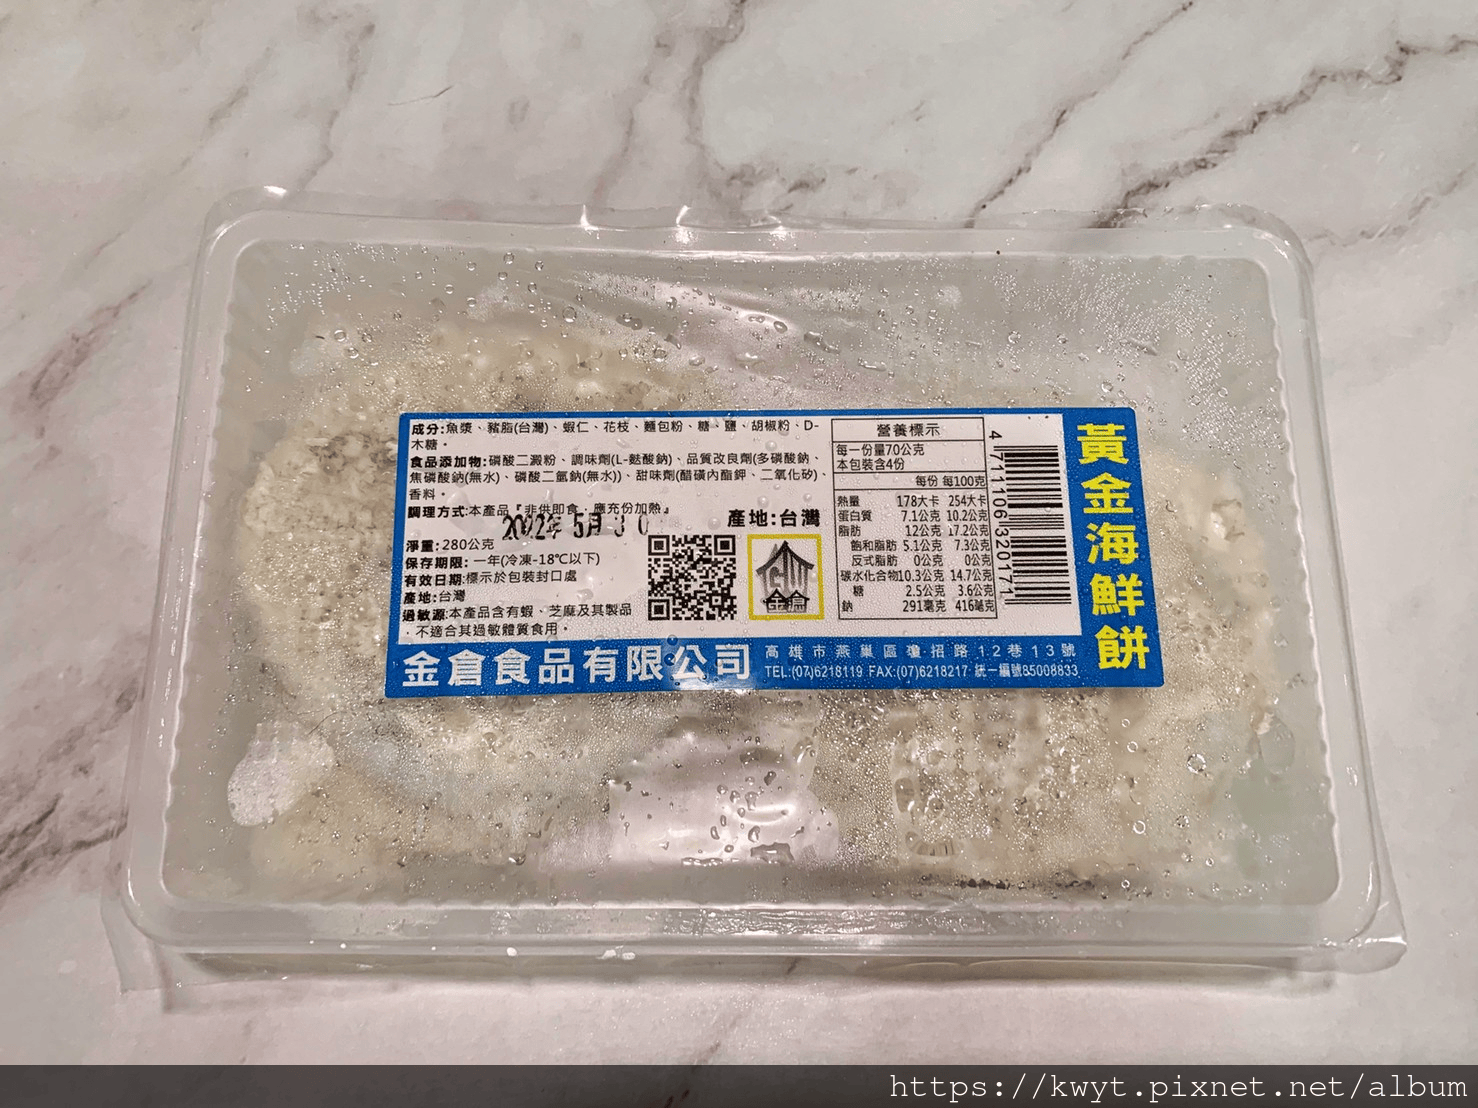 成分:魚漿、豬脂(台灣)、蝦仁、花枝、麵包粉、糖、鹽、胡椒粉、D-
木糖。
食品添加物:磷酸二澱粉、調味劑(L-麩酸鈉)、品質改良劑(多磷酸鈉、
焦磷酸鈉(無水)、磷酸二氫鈉(無水))、甜味劑(醋磺內酯鉀、二氧化矽)、
香料。
調理方式:本產品『非供即食，應充份加熱』
5月30
產地:台灣
淨重:280公克
保存期限: 一年(冷凍-18℃以下)
有效日期:標示於包裝封口處
產地:台灣
過敏源:本產品含有蝦、芝麻及其製品
，不適合其過敏體質食用。
金倉
營養標示
每一份量70公克
本包裝含4份
每份 每100克
熱量 178大卡 254大卡
蛋白質 7.1公克 10.2公克
脂肪 12公克 17.2公克
飽和脂肪 5.1公克 7.3公克
反式脂肪 0公克 0公克
碳水化合物10.3公克 14.7公克
糖 2.5公克 3.6公克
鈉 291毫克 416毫克
4711106320171
黃金海鮮餅
金倉食品有限公司
高雄市燕巢區瓊招路12巷13號
TEL:(07)6218119 FAX:(07)6218217 統一編號85008833
https://kwyt.pixnet.net/album